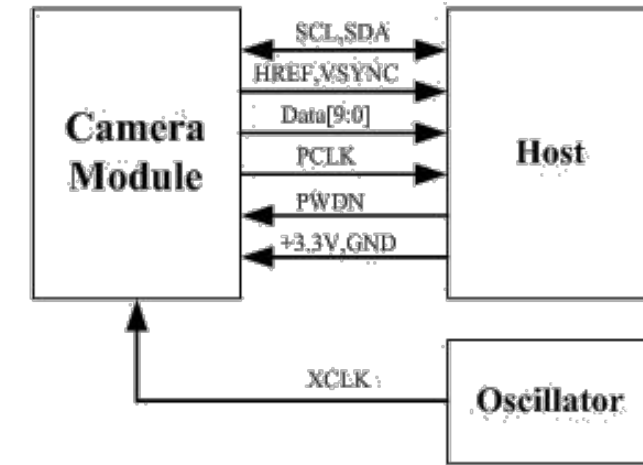 SCL,SDA
HREF,VSYNC
Data[9:0]
PCLK
PWDN
+3.3V,GND
Camera
Module
Host
XCLK
Oscillator